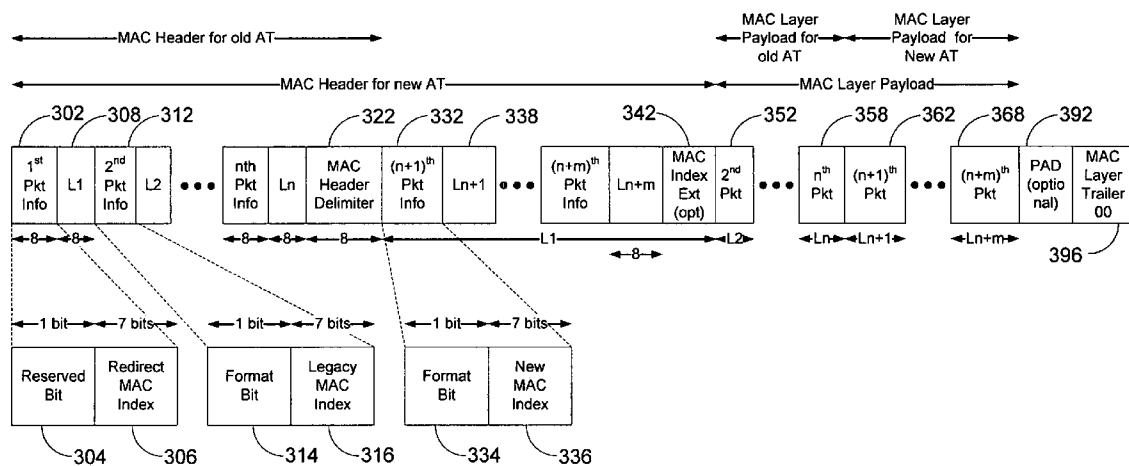 MAC Header for old AT
MAC Layer
Payload for
old AT
MAC Layer
Payload for
New AT
MAC Header for new AT
MAC Layer Payload
302
308
312
322
332
338
342
352
358
362
368
392
1st
Pkt
Info
L1
2nd
Pkt
Info
L2
nth
Pkt
Info
Ln
MAC
Header
Delimiter
(n+1)th
Pkt
Info
Ln+1
(n+m)th
Pkt
Info
Ln+m
MAC
Index
Ext
(opt)
2nd
Pkt
nth
Pkt
(n+1)th
Pkt
(n+m)th
Pkt
PAD
(optio
nal)
MAC
Layer
Trailer
00
8
8
8
8
8
L1
8
L2
Ln
Ln+1
Ln+m
396
1 bit
7 bits
1 bit
7 bits
1 bit
7 bits
Reserved
Bit
Redirect
MAC
Index
Format
Bit
Legacy
MAC
Index
Format
Bit
New
MAC
Index
304
306
314
316
334
336